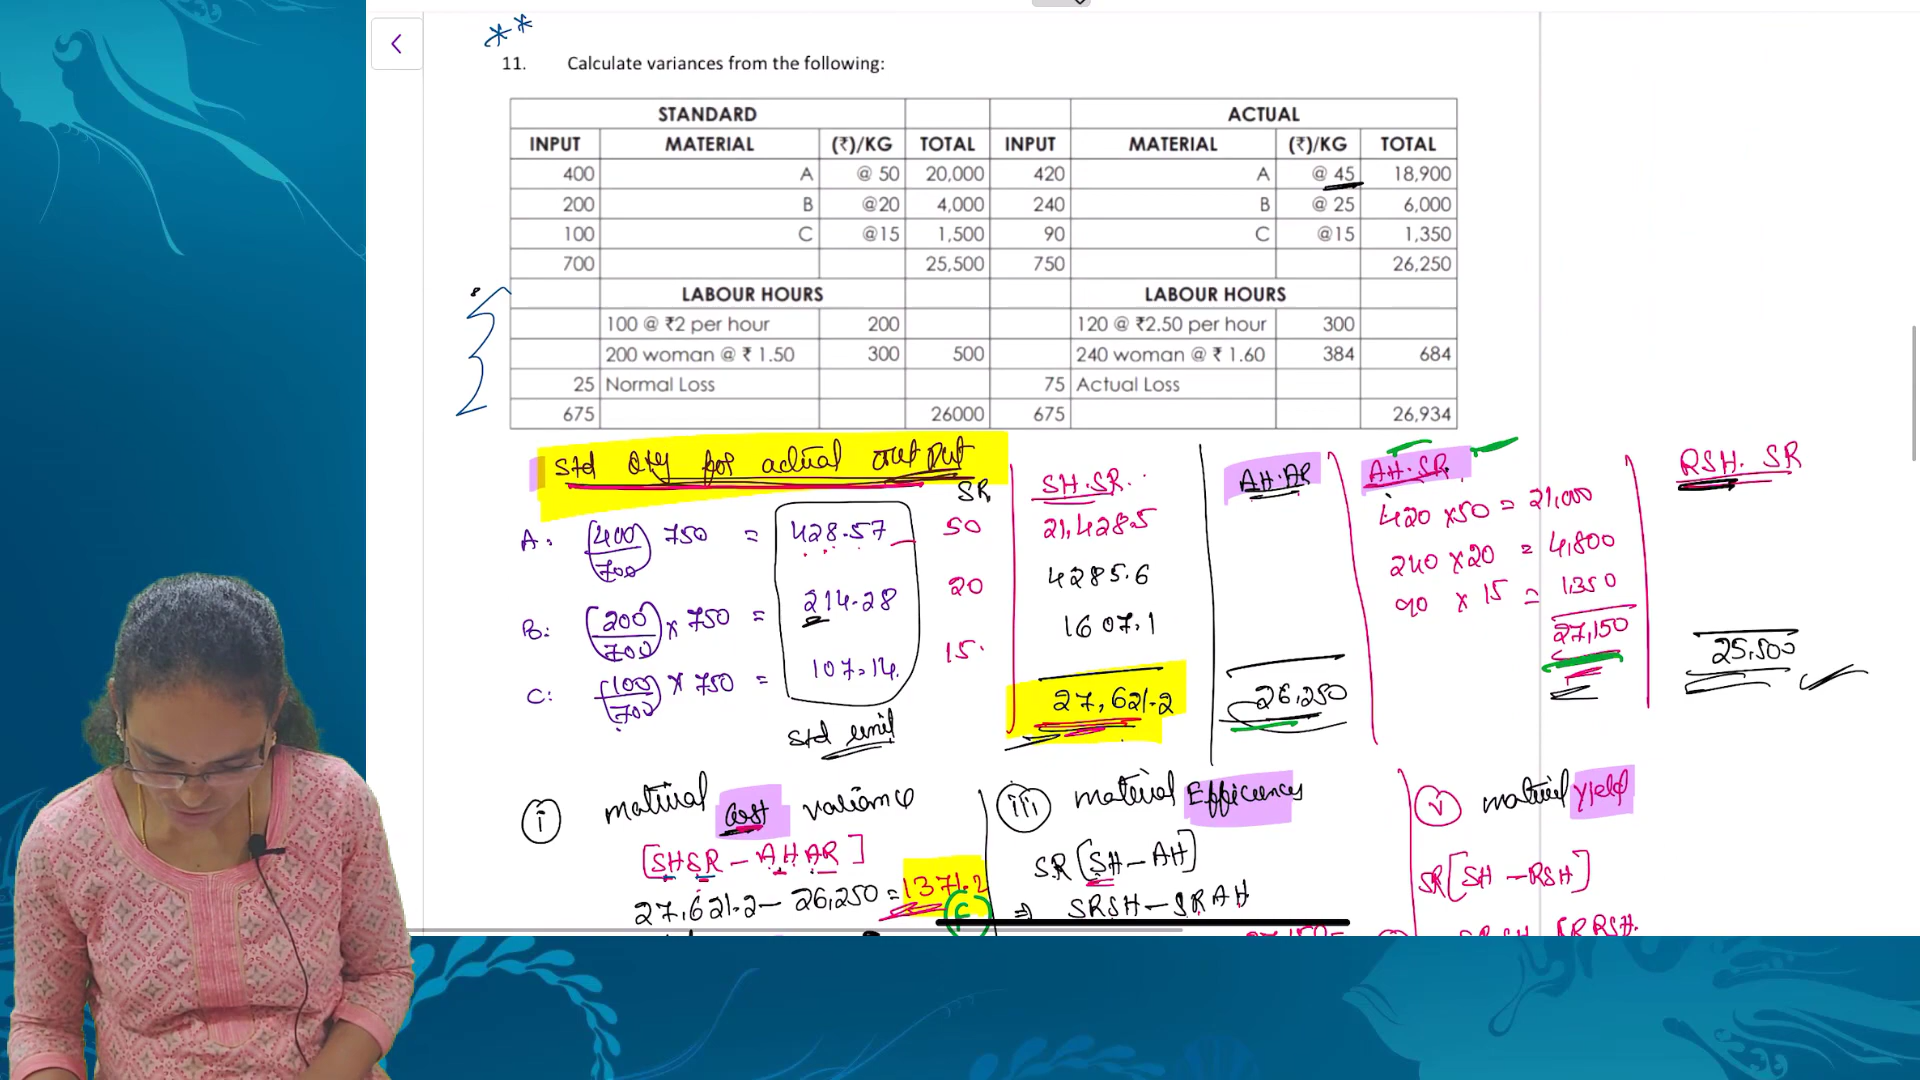 **
11. Calculate variances from the following:
STANDARD ACTUAL
INPUT MATERIAL (₹)/KG TOTAL INPUT MATERIAL (₹)/KG TOTAL
400 A @ 50 20,000 420 A @ 45 18,900
200 B @20 4,000 240 B @ 25 6,000
100 C @15 1,500 90 C @15 1,350
700 25,500 750 26,250
LABOUR HOURS LABOUR HOURS
100 @ ₹2 per hour 200 120 @ ₹2.50 per hour 300
200 woman @ ₹ 1.50 300 500 240 woman @ ₹ 1.60 384 684
25 Normal Loss 75 Actual Loss
675 26000 675 26,934
Std Qty for actual output
SR SH.SR. AH.AR AH.SR. RSH. SR
A: (400/700) 750 = 428.57 50 21,428.5 420 x50 = 21,000
B: (200/700) x 750 = 214.28 20 4285.6 240 x20 = 4,800
C: (100/700) x 750 = 107.14. 15. 1607.1 90 x 15 = 1350
27,150 25,500
std unit 27,621.2 26,250
(i) material cost variance
[SHSR - AHAR]
27,621.2 - 26,250 = 1371.2
(iii) material Efficiency
SR [SH - AH]
⇒ SRSH - SRAH
(v) material yield
SR[SH - RSH]